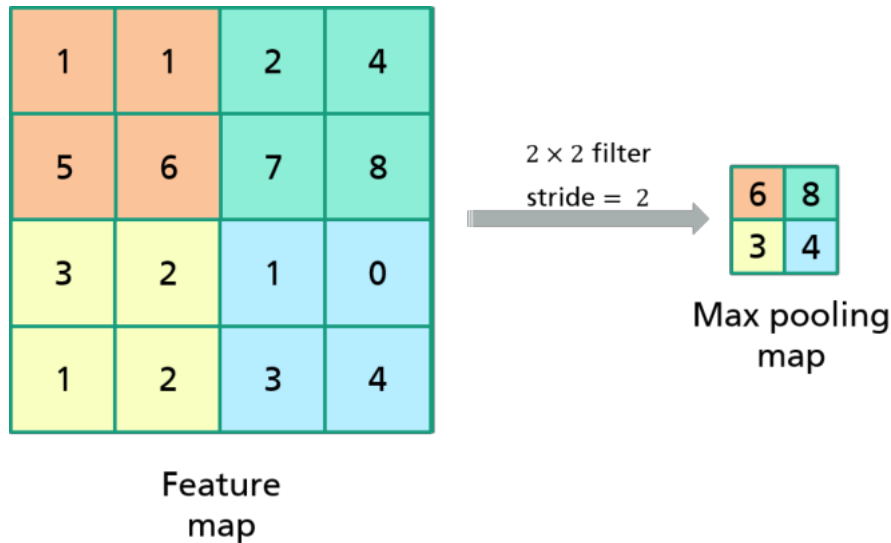 1 1 2 4
5 6 7 8
3 2 1 0
1 2 3 4
Feature
map
2 × 2 filter
stride = 2
6 8
3 4
Max pooling
map